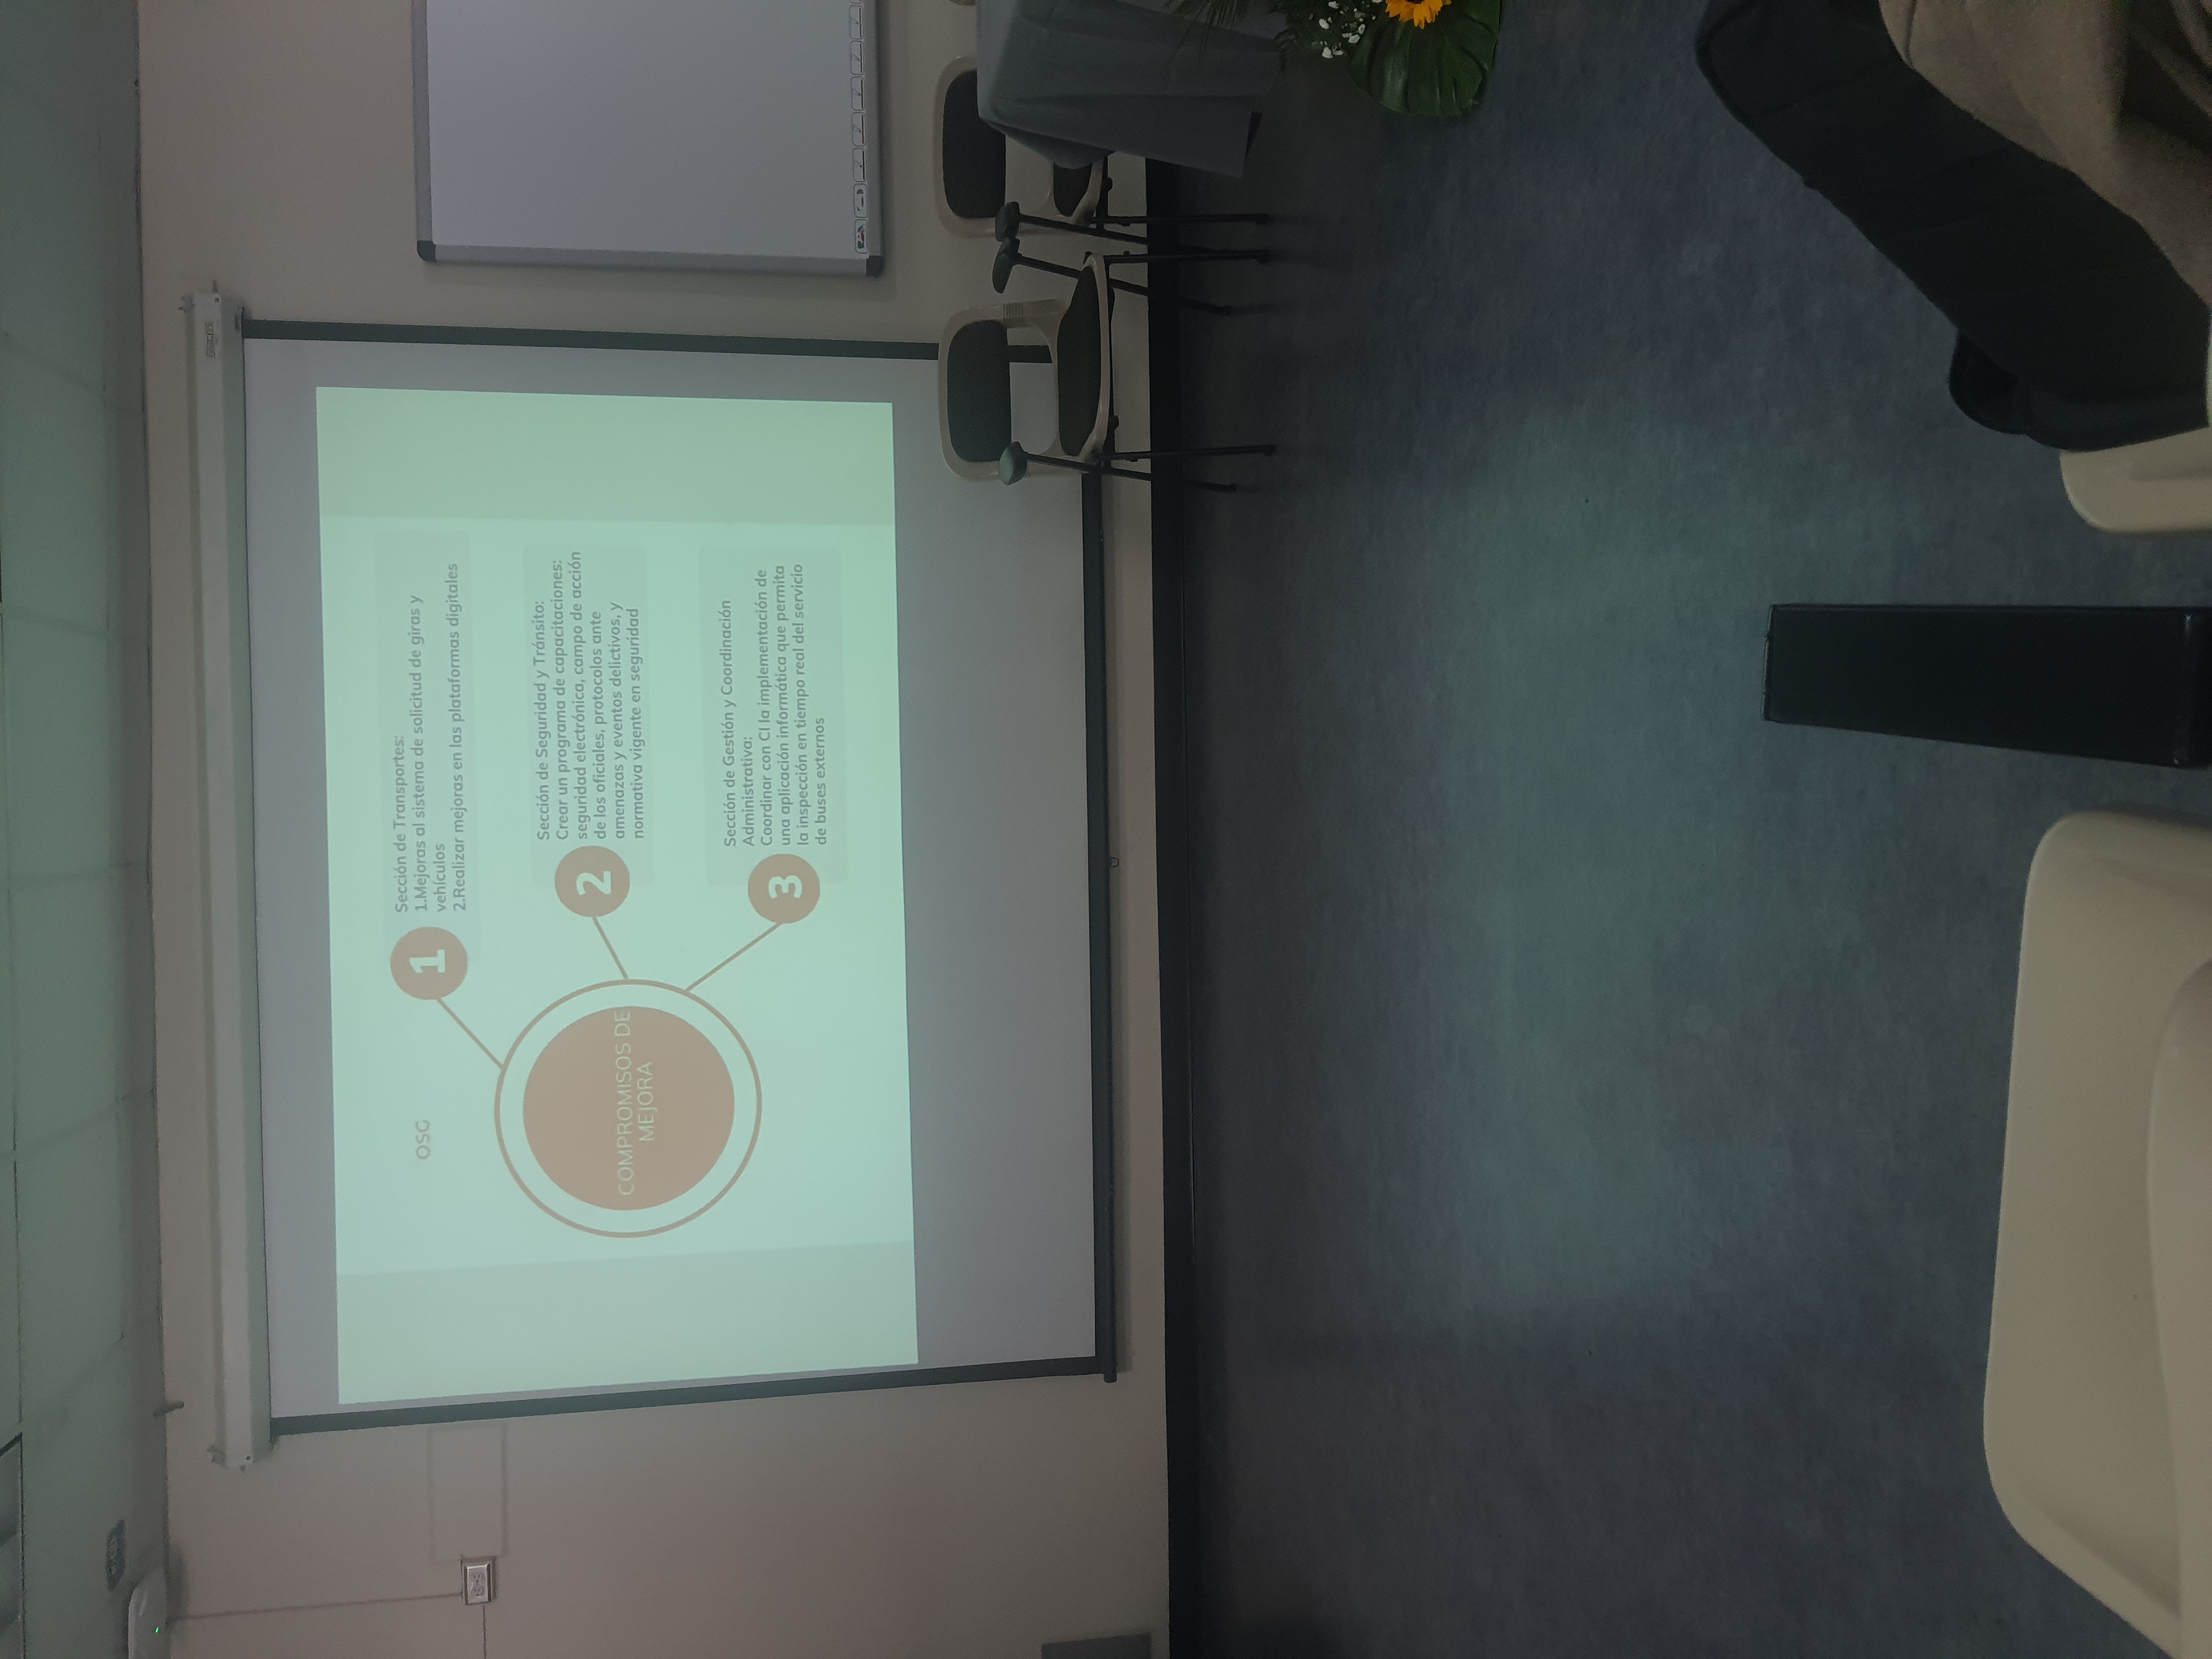 OSG
COMPROMISOS DE
MEJORA
1
Sección de Transportes:
1.Mejoras al sistema de solicitud de giras y
vehículos
2.Realizar mejoras en las plataformas digitales
2
Sección de Seguridad y Tránsito:
Crear un programa de capacitaciones:
seguridad electrónica, campo de acción
de los oficiales, protocolos ante
amenazas y eventos delictivos, y
normativa vigente en seguridad
3
Sección de Gestión y Coordinación
Administrativa:
Coordinar con CI la implementación de
una aplicación informática que permita
la inspección en tiempo real del servicio
de buses externos